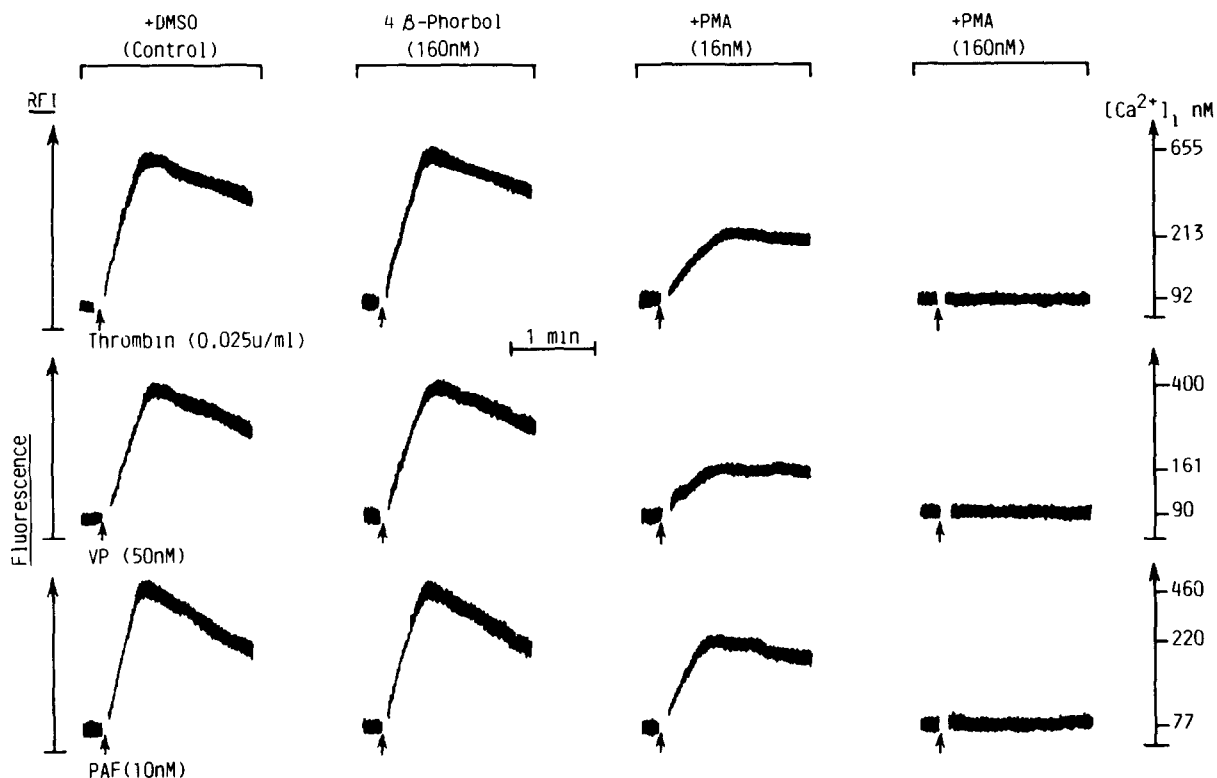 +DMSO 4 β-Phorbol +PMA +PMA
(Control) (160nM) (16nM) (160nM)
RFI [Ca2+]i nM
655
213
92
Thrombin (0.025u/ml) 1 min
400
161
90
Fluorescence
VP (50nM)
460
220
77
PAF(10nM)